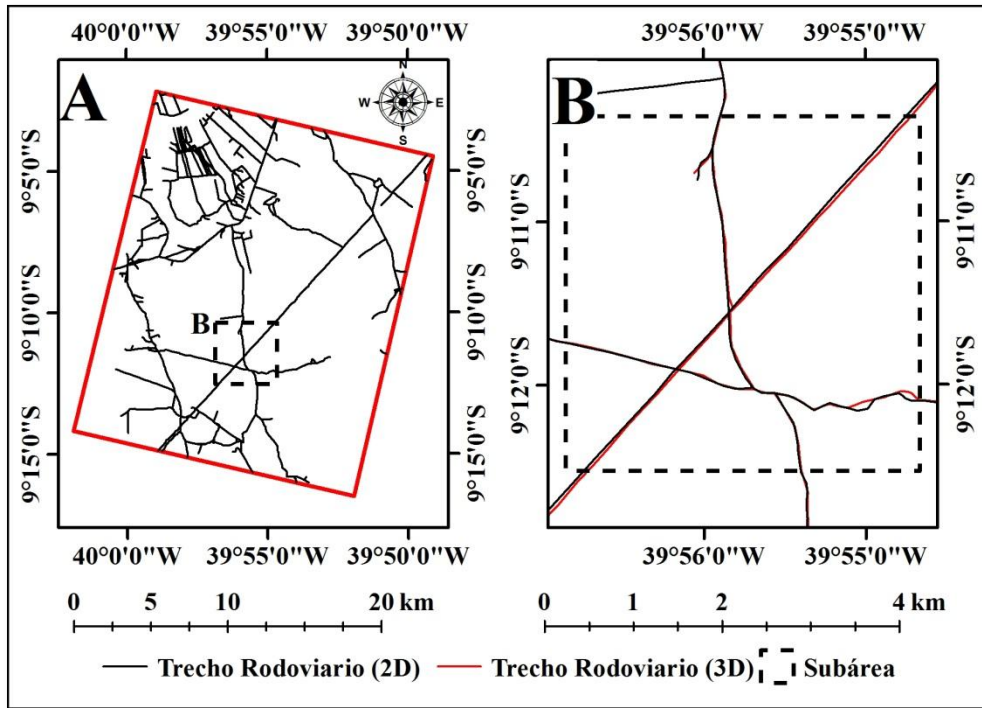 40°0'0"W 39°55'0"W 39°50'0"W
39°56'0"W 39°55'0"W
A
N
W E
S
B
9°5'0"S
9°5'0"S
9°11'0"S
9°11'0"S
9°10'0"S
B
9°10'0"S
9°12'0"S
9°12'0"S
9°15'0"S
9°15'0"S
40°0'0"W 39°55'0"W 39°50'0"W
39°56'0"W 39°55'0"W
0 5 10 20 km
0 1 2 4 km
Trecho Rodoviario (2D) Trecho Rodoviario (3D) Subárea